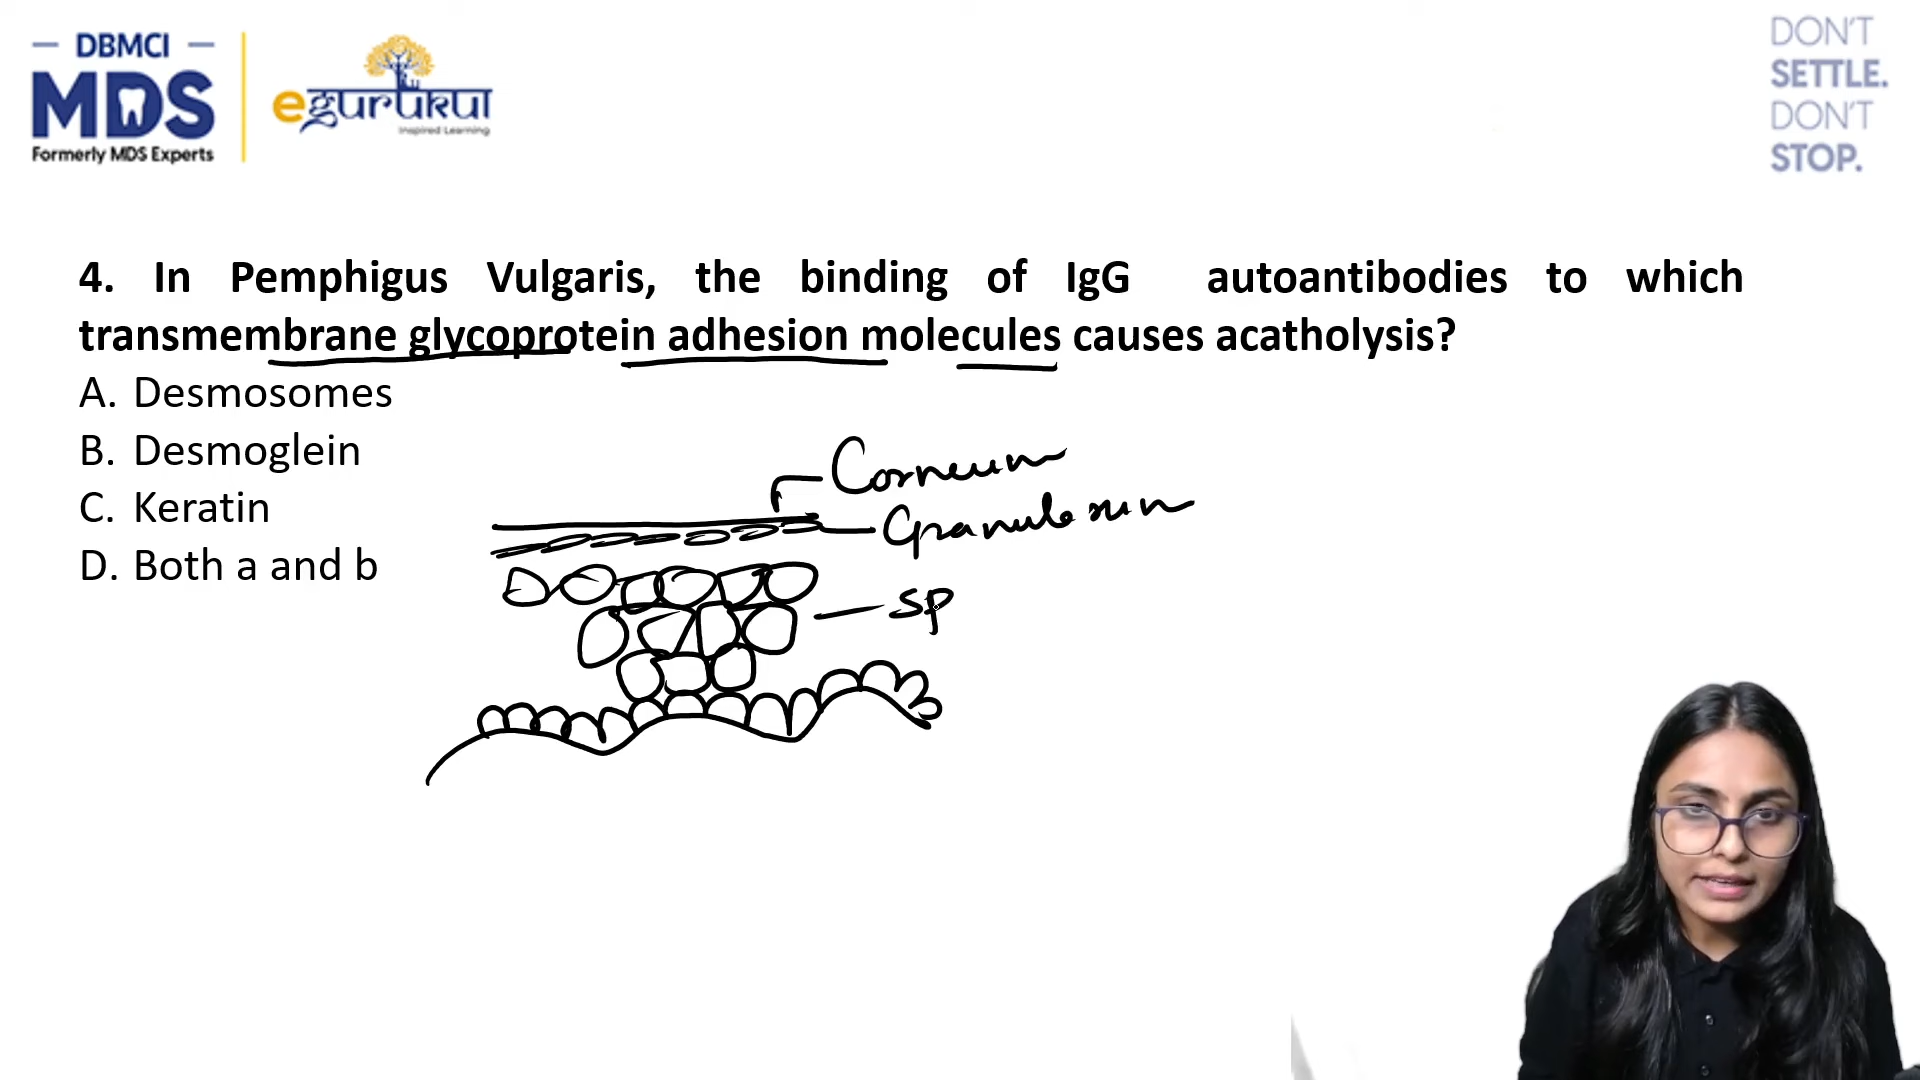 DBMCI
MDS
Formerly MDS Experts
egurukul
Inspired Learning
DON'T
SETTLE.
DON'T
STOP.
4. In Pemphigus Vulgaris, the binding of IgG autoantibodies to which
transmembrane glycoprotein adhesion molecules causes acatholysis?
A. Desmosomes
B. Desmoglein
C. Keratin
D. Both a and b
Corneum
Granulosum
SP